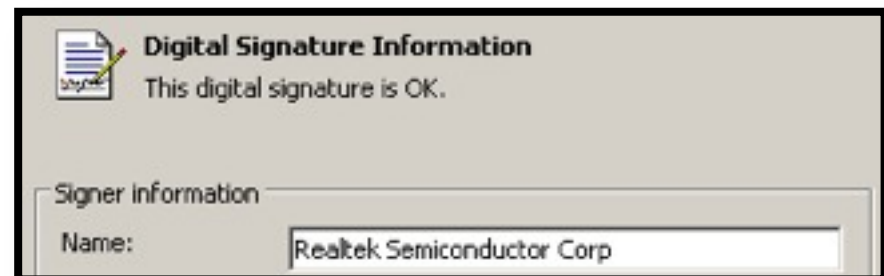 Digital Signature Information
This digital signature is OK.
Signer information
Name: Realtek Semiconductor Corp